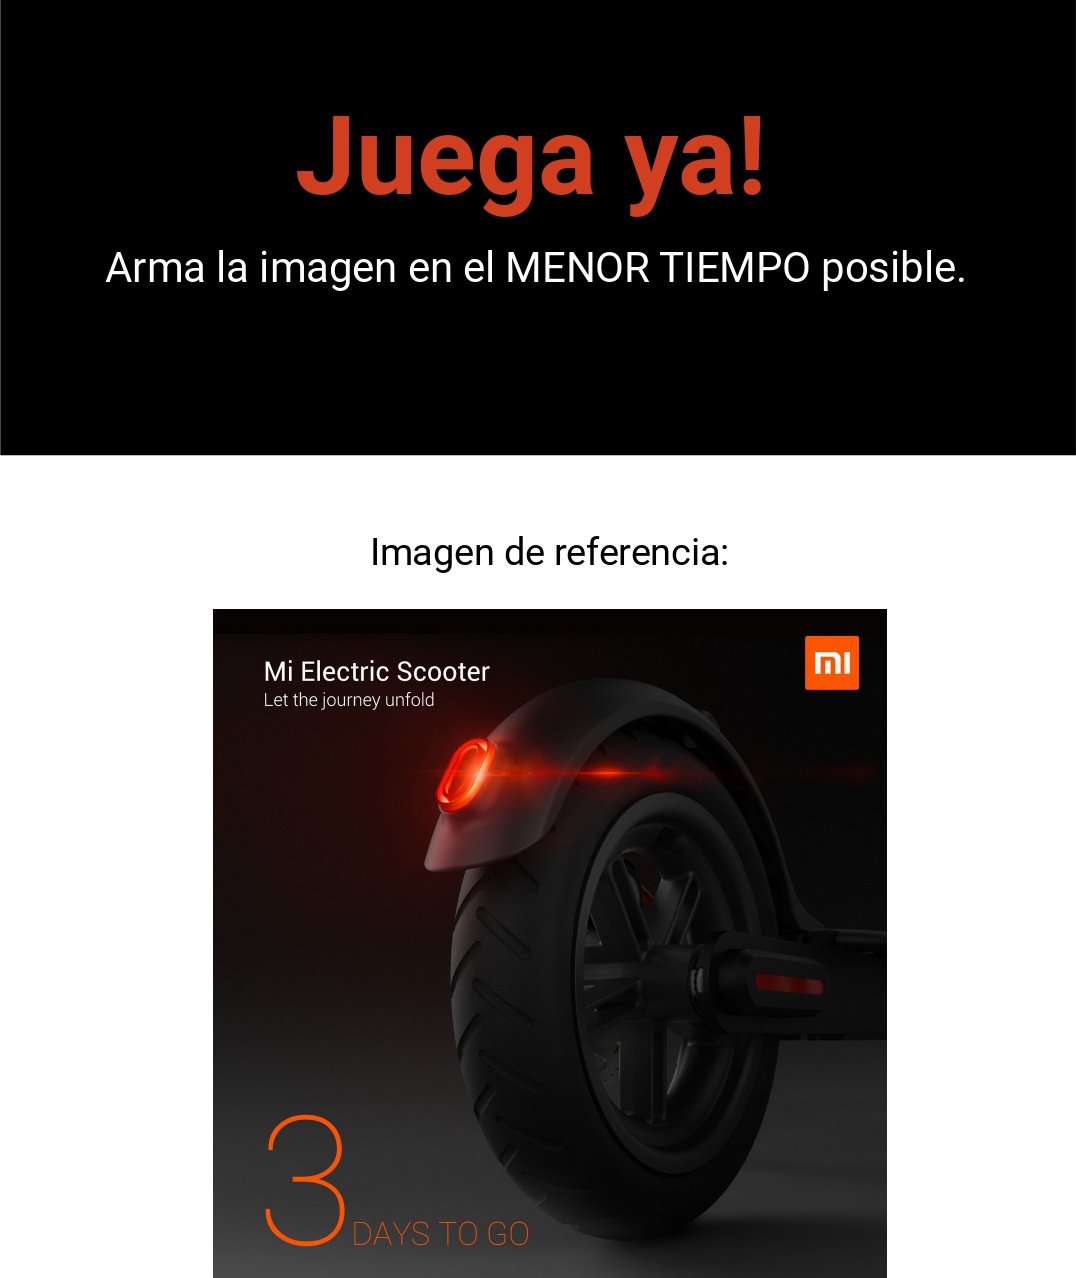 Juega ya!
Arma la imagen en el MENOR TIEMPO posible.
Imagen de referencia:
Mi Electric Scooter
Let the journey unfold
mi
3 DAYS TO GO